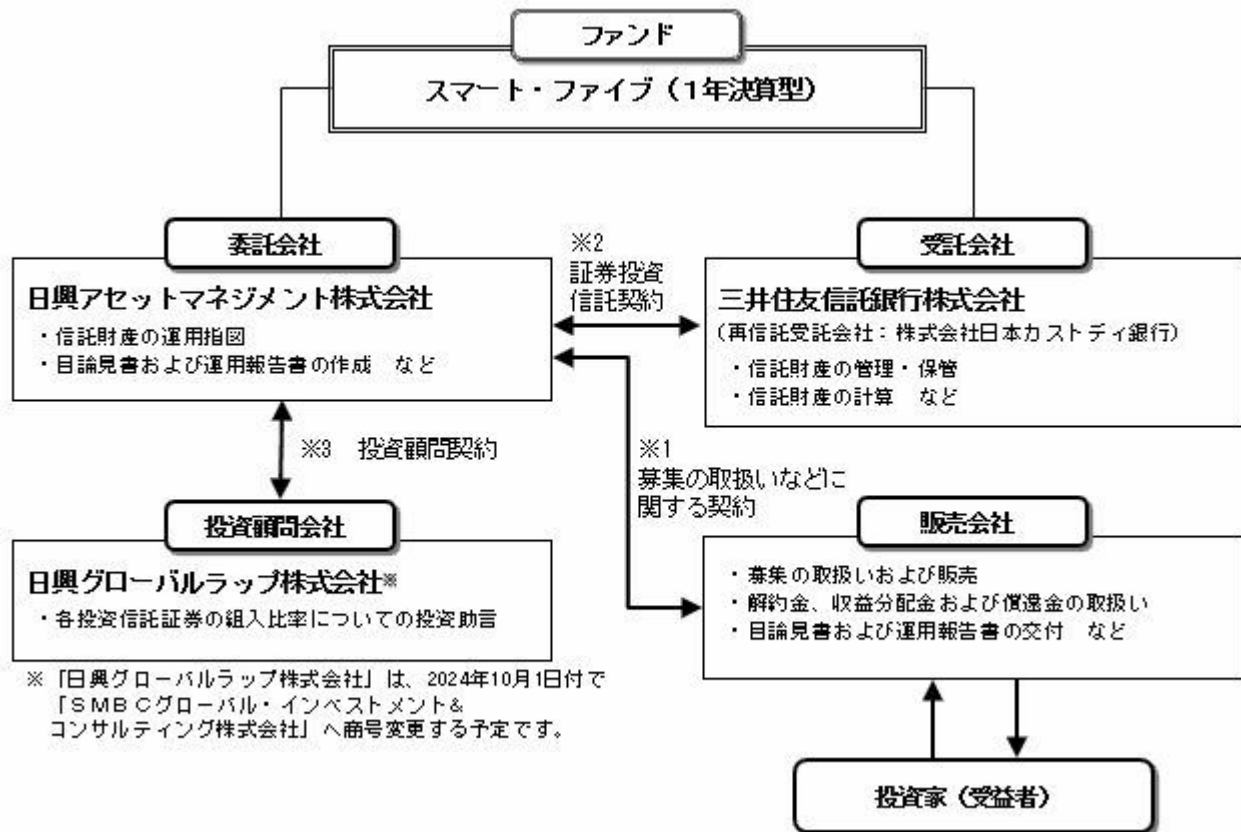 ファンド
スマート・ファイブ（１年決算型）
委託会社
日興アセットマネジメント株式会社
・信託財産の運用指図
・目論見書および運用報告書の作成　など
※2
証券投資
信託契約
受託会社
三井住友信託銀行株式会社
（再信託受託会社：株式会社日本カストディ銀行）
・信託財産の管理・保管
・信託財産の計算　など
※3　投資顧問契約
※1
募集の取扱いなどに
関する契約
投資顧問会社
日興グローバルラップ株式会社※
・各投資信託証券の組入比率についての投資助言
※「日興グローバルラップ株式会社」は、2024年10月1日付で
「ＳＭＢＣグローバル・インベストメント＆
コンサルティング株式会社」へ商号変更する予定です。
販売会社
・募集の取扱いおよび販売
・解約金、収益分配金および償還金の取扱い
・目論見書および運用報告書の交付　など
投資家（受益者）